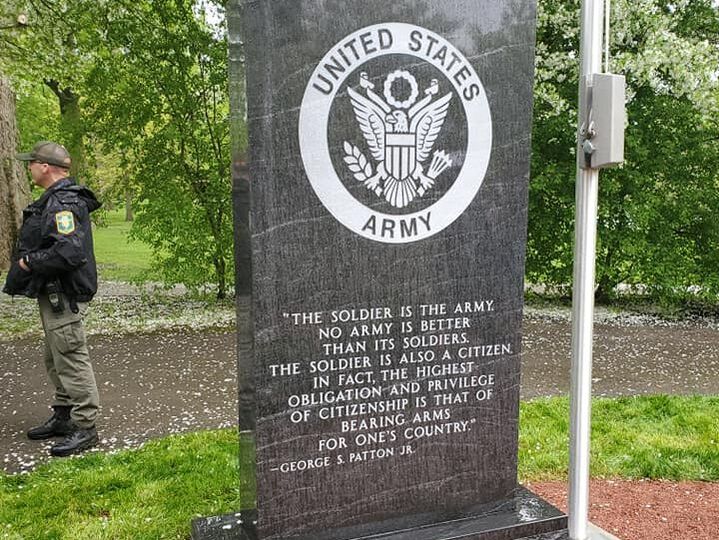 UNITED STATES
ARMY
"THE SOLDIER IS THE ARMY.
NO ARMY IS BETTER
THAN ITS SOLDIERS.
THE SOLDIER IS ALSO A CITIZEN.
IN FACT, THE HIGHEST
OBLIGATION AND PRIVILEGE
OF CITIZENSHIP IS THAT OF
BEARING ARMS
FOR ONE'S COUNTRY."
—GEORGE S. PATTON JR.